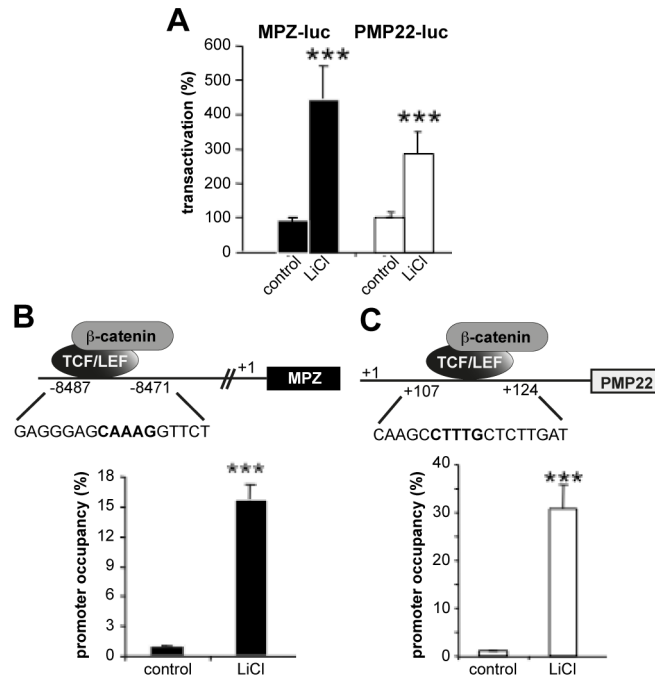 A
MPZ-luc PMP22-luc
*** ***
transactivation (%)
600
500
400
300
200
100
0
control LiCl control LiCl
B
β-catenin
TCF/LEF
+1
MPZ
-8487 -8471
GAGGGAGCAAAGGTTCT
***
promoter occupancy (%)
18
15
12
9
6
3
0
control LiCl
C
β-catenin
TCF/LEF
+1
PMP22
+107 +124
CAAGCCTTTGCTCTTGAT
***
promoter occupancy (%)
40
30
20
10
0
control LiCl